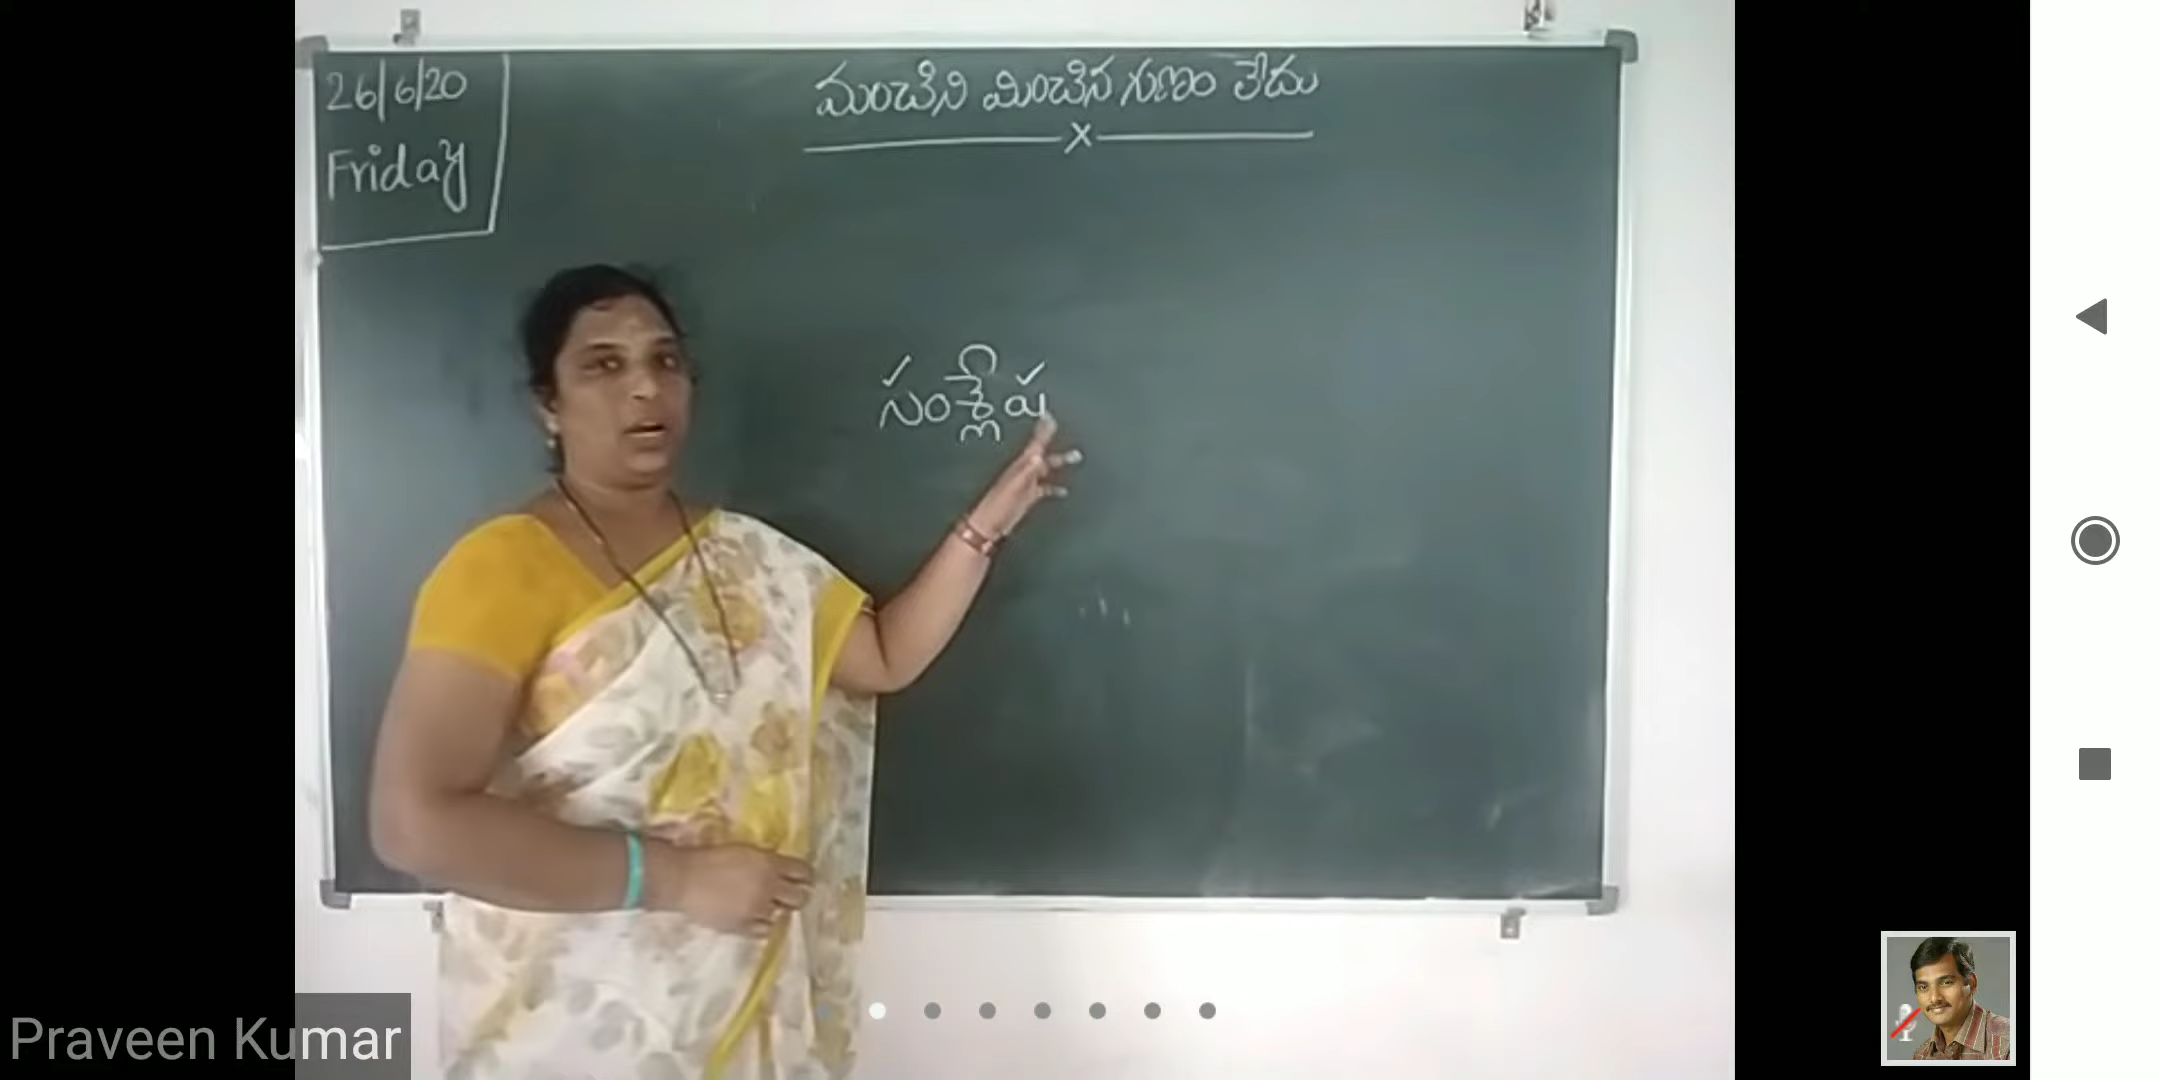 26/6/20
Friday
మంచికిని మించిన గుణం లేదు
x
సంశ్లేష
Praveen Kumar